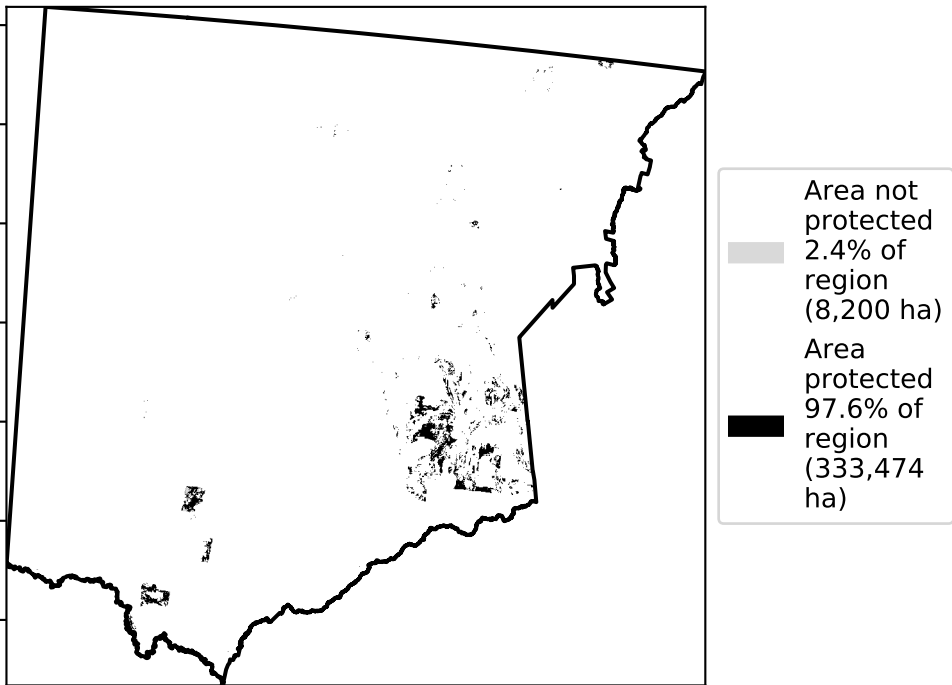 Area not
protected
2.4% of
region
(8,200 ha)
Area
protected
97.6% of
region
(333,474
ha)